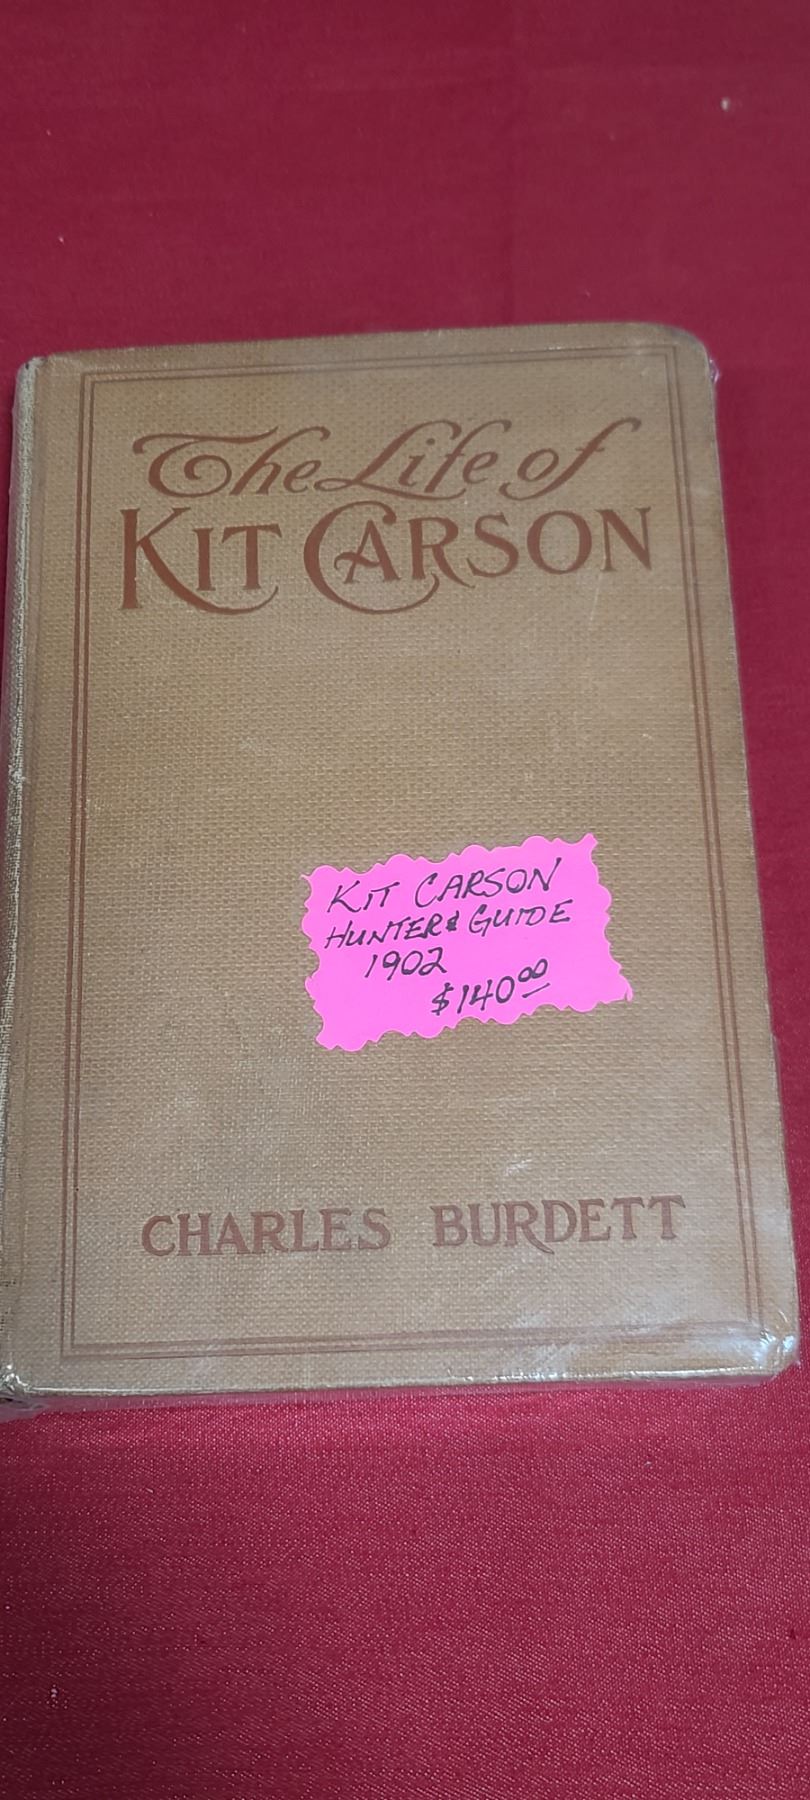 The Life of
KIT CARSON
KIT CARSON
HUNTER & GUIDE
1902
$140.00
CHARLES BURDETT